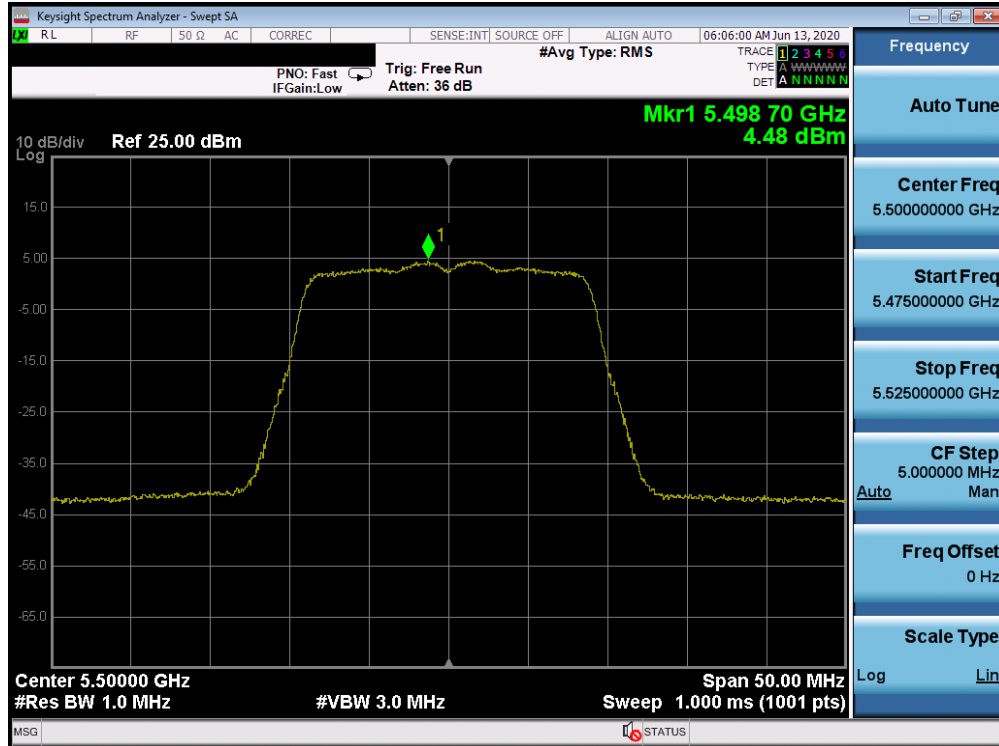 Keysight Spectrum Analyzer - Swept SA
LXI RL RF 50 Ω AC CORREC SENSE:INT SOURCE OFF ALIGN AUTO 06:06:00 AM Jun 13, 2020
#Avg Type: RMS
TRACE 1 2 3 4 5 6
TYPE A WWWWW
DET A N N N N N
PNO: Fast
IFGain:Low
Trig: Free Run
Atten: 36 dB
Mkr1 5.498 70 GHz
4.48 dBm
10 dB/div
Log
Ref 25.00 dBm
15.0
5.00
-5.00
-15.0
-25.0
-35.0
-45.0
-55.0
-65.0
1
Center 5.50000 GHz
#Res BW 1.0 MHz
#VBW 3.0 MHz
Span 50.00 MHz
Sweep 1.000 ms (1001 pts)
MSG
STATUS
Frequency
Auto Tune
Center Freq
5.500000000 GHz
Start Freq
5.475000000 GHz
Stop Freq
5.525000000 GHz
CF Step
5.000000 MHz
Auto Man
Freq Offset
0 Hz
Scale Type
Log Lin